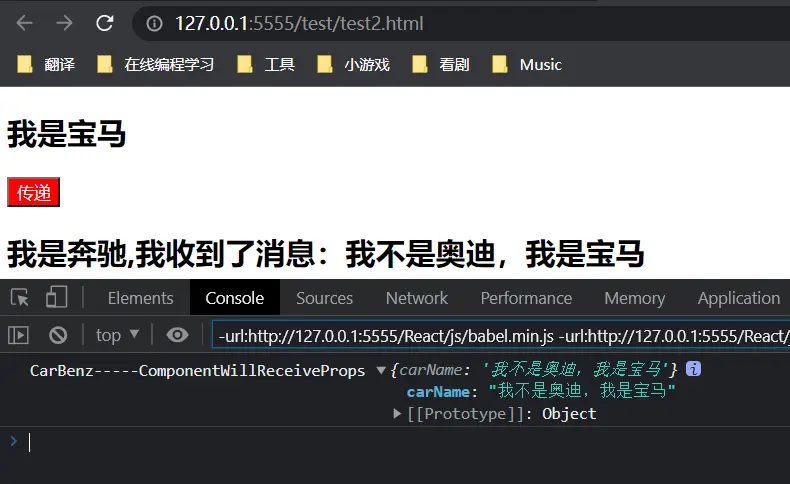 127.0.0.1:5555/test/test2.html
翻译 在线编程学习 工具 小游戏 看剧 Music
我是宝马
传递
我是奔驰,我收到了消息：我不是奥迪，我是宝马
Elements Console Sources Network Performance Memory Application
top ▼ -url:http://127.0.0.1:5555/React/js/babel.min.js -url:http://127.0.0.1:5555/React/
CarBenz-----ComponentWillReceiveProps ▼{carName: '我不是奥迪，我是宝马'} i
carName: "我不是奥迪，我是宝马"
▶[[Prototype]]: Object